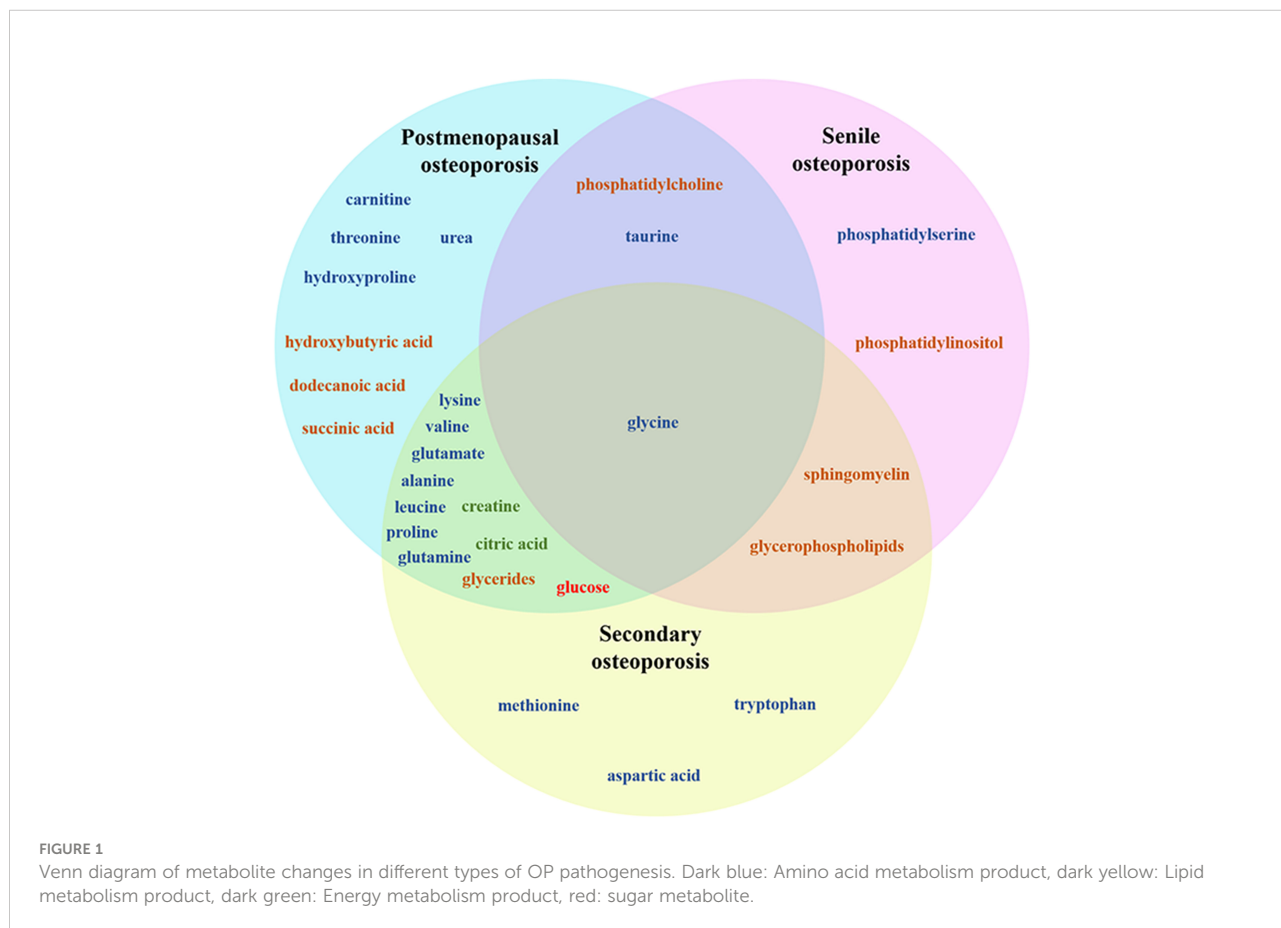 Postmenopausal
osteoporosis
Senile
osteoporosis
carnitine
threonine urea
hydroxyproline
hydroxybutyric acid
dodecanoic acid
succinic acid
phosphatidylcholine
taurine
phosphatidylserine
phosphatidylinositol
lysine
valine
glutamate
alanine
leucine creatine
proline
citric acid
glutamine
glycerides glucose
glycine
sphingomyelin
glycerophospholipids
Secondary
osteoporosis
methionine tryptophan
aspartic acid
FIGURE 1
Venn diagram of metabolite changes in different types of OP pathogenesis. Dark blue: Amino acid metabolism product, dark yellow: Lipid
metabolism product, dark green: Energy metabolism product, red: sugar metabolite.